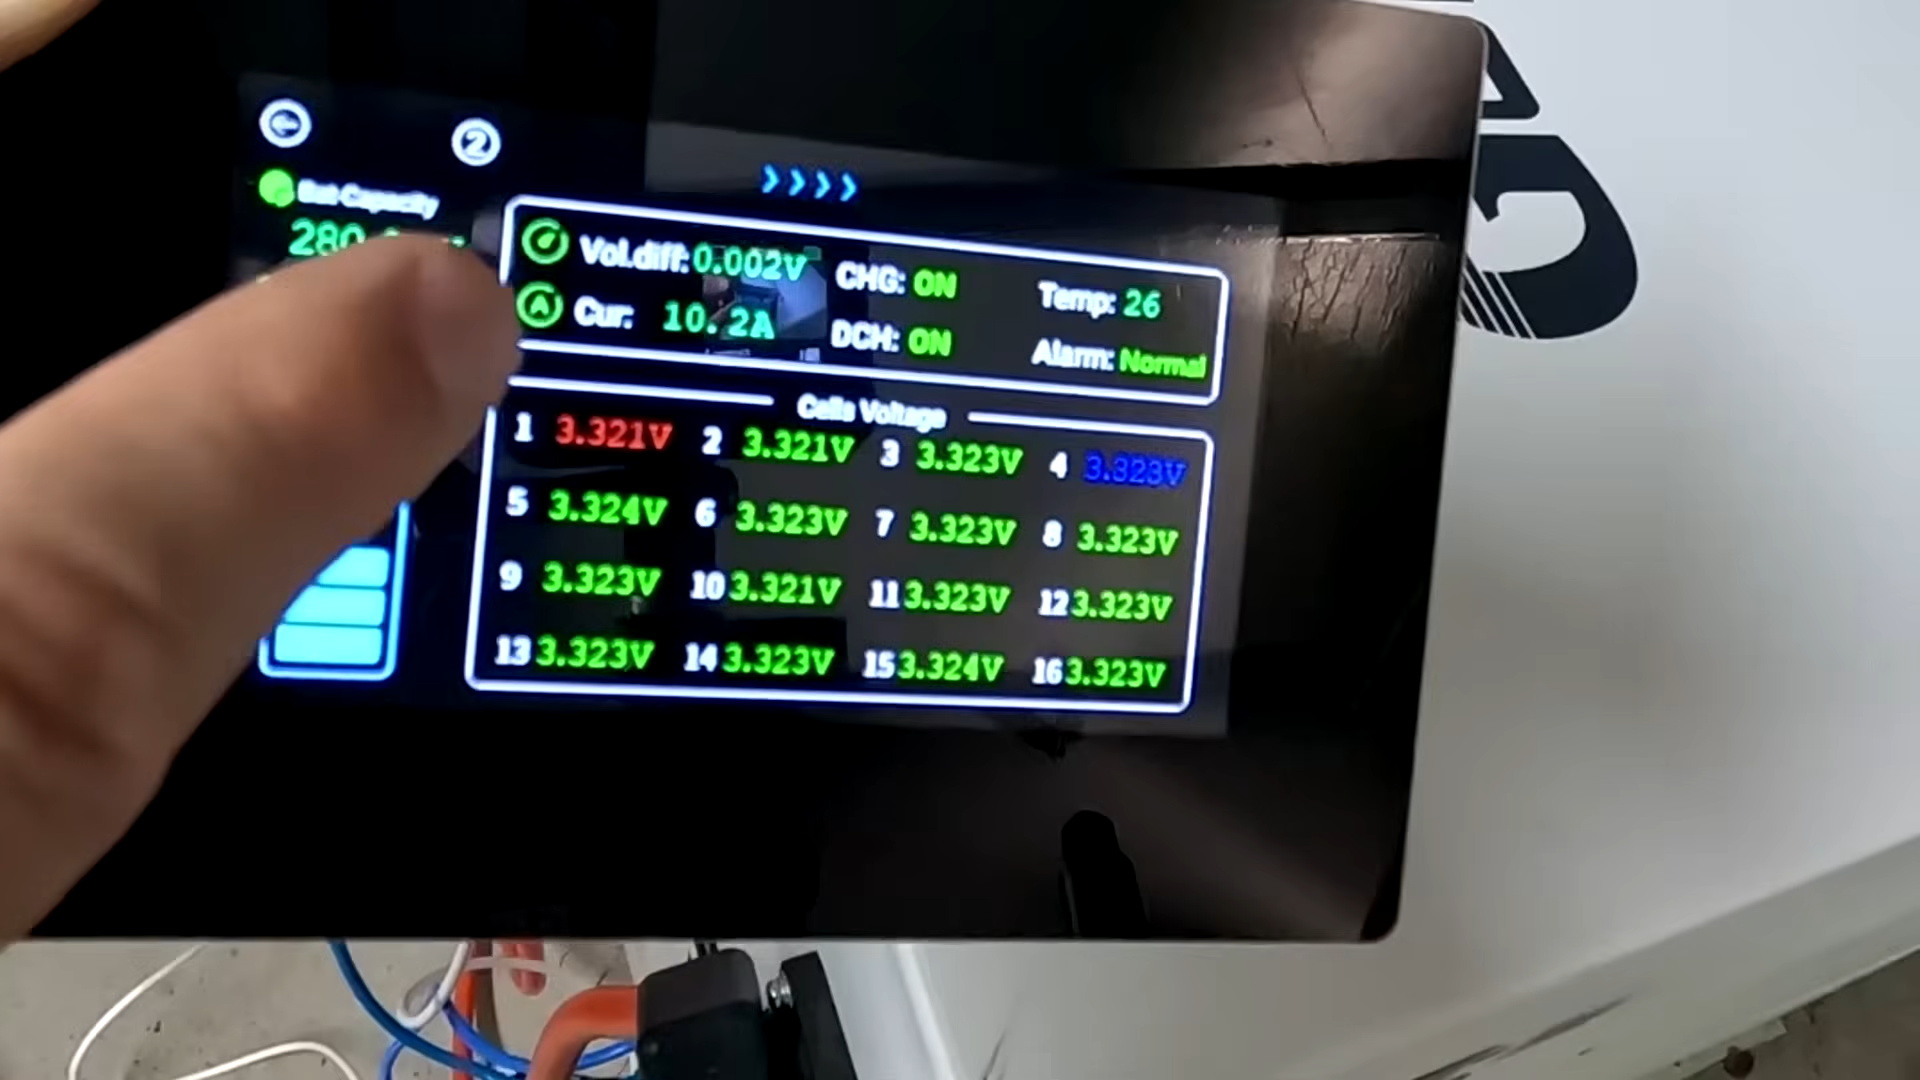 2
Bat Capacity
280
Vol.diff: 0.002V CHG: ON Temp: 26
Cur: 10.2A DCH: ON Alarm: Normal
Cells Voltage
1 3.321V 2 3.321V 3 3.323V 4 3.323V
5 3.324V 6 3.323V 7 3.323V 8 3.323V
9 3.323V 10 3.321V 11 3.323V 12 3.323V
13 3.323V 14 3.323V 15 3.324V 16 3.323V